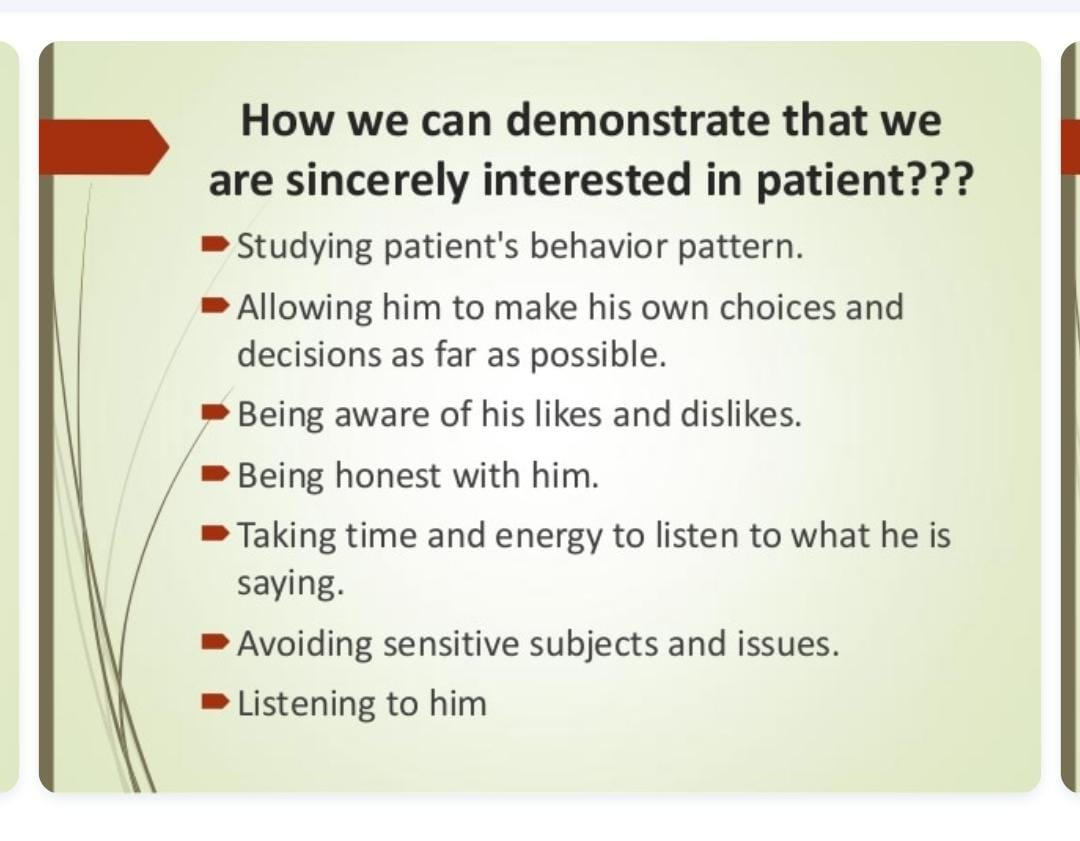 How we can demonstrate that we
are sincerely interested in patient???
Studying patient's behavior pattern.
Allowing him to make his own choices and
decisions as far as possible.
Being aware of his likes and dislikes.
Being honest with him.
Taking time and energy to listen to what he is
saying.
Avoiding sensitive subjects and issues.
Listening to him